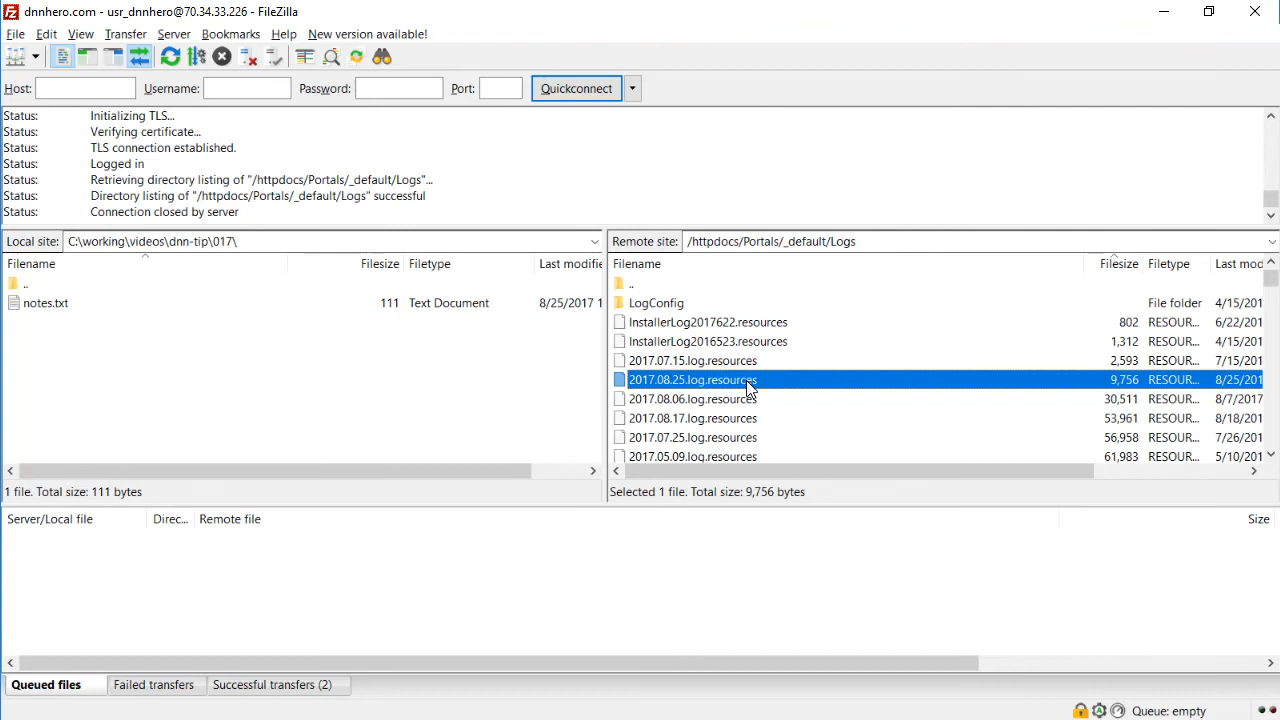 dnnhero.com - usr_dnnhero@70.34.33.226 - FileZilla
File Edit View Transfer Server Bookmarks Help New version available!
Host: Username: Password: Port: Quickconnect
Status: Initializing TLS...
Status: Verifying certificate...
Status: TLS connection established.
Status: Logged in
Status: Retrieving directory listing of "/httpdocs/Portals/_default/Logs"...
Status: Directory listing of "/httpdocs/Portals/_default/Logs" successful
Status: Connection closed by server
Local site: C:\working\videos\dnn-tip\017\
Filename Filesize Filetype Last modifie
..
notes.txt 111 Text Document 8/25/2017 1
1 file. Total size: 111 bytes
Remote site: /httpdocs/Portals/_default/Logs
Filename Filesize Filetype Last mod
..
LogConfig File folder 4/15/201
InstallerLog2017622.resources 802 RESOUR... 6/22/201
InstallerLog2016523.resources 1,312 RESOUR... 4/15/201
2017.07.15.log.resources 2,593 RESOUR... 7/15/201
2017.08.25.log.resources 9,756 RESOUR... 8/25/201
2017.08.06.log.resources 30,511 RESOUR... 8/7/2017
2017.08.17.log.resources 53,961 RESOUR... 8/18/201
2017.07.25.log.resources 56,958 RESOUR... 7/26/201
2017.05.09.log.resources 61,983 RESOUR... 5/10/201
Selected 1 file. Total size: 9,756 bytes
Server/Local file Direc... Remote file Size
Queued files Failed transfers Successful transfers (2)
Queue: empty